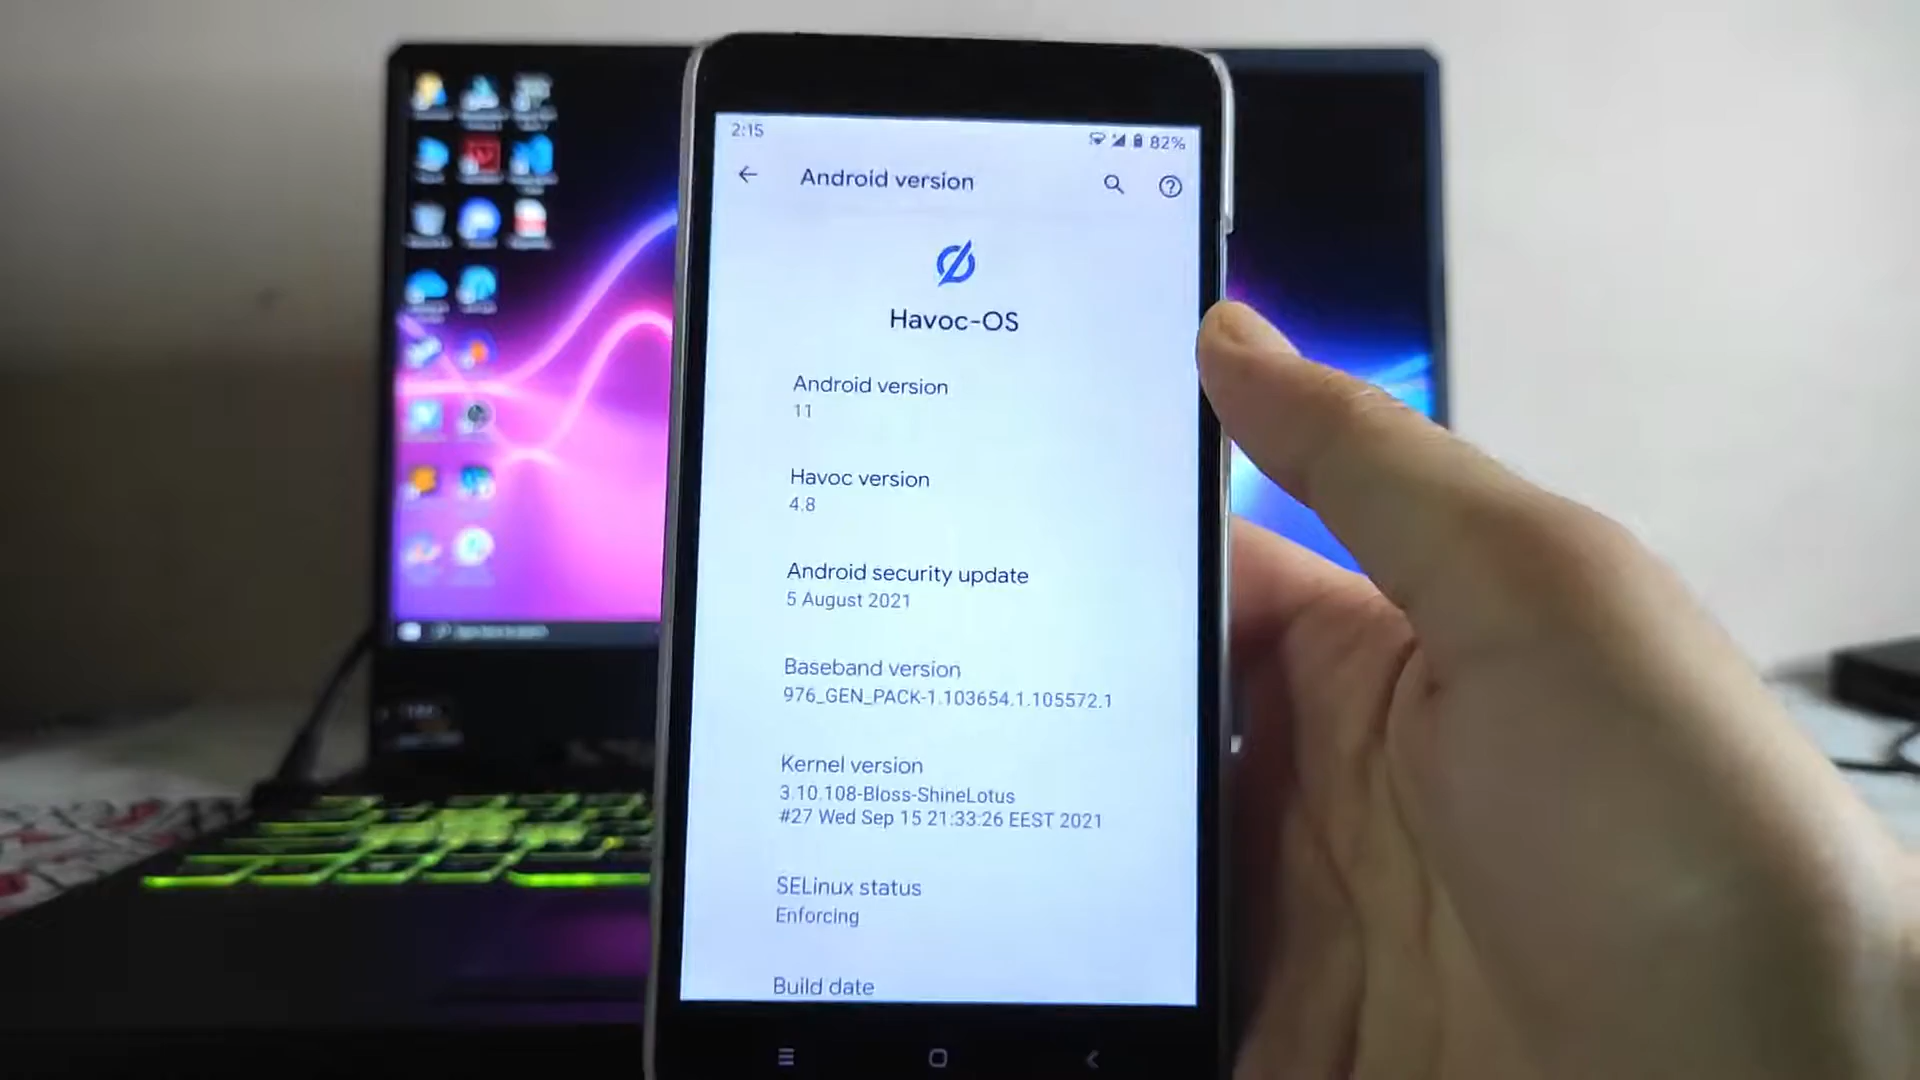 2:15
82%
Android version
Havoc-OS
Android version
11
Havoc version
4.8
Android security update
5 August 2021
Baseband version
976_GEN_PACK-1.103654.1.105572.1
Kernel version
3.10.108-Bloss-ShineLotus
#27 Wed Sep 15 21:33:26 EEST 2021
SELinux status
Enforcing
Build date